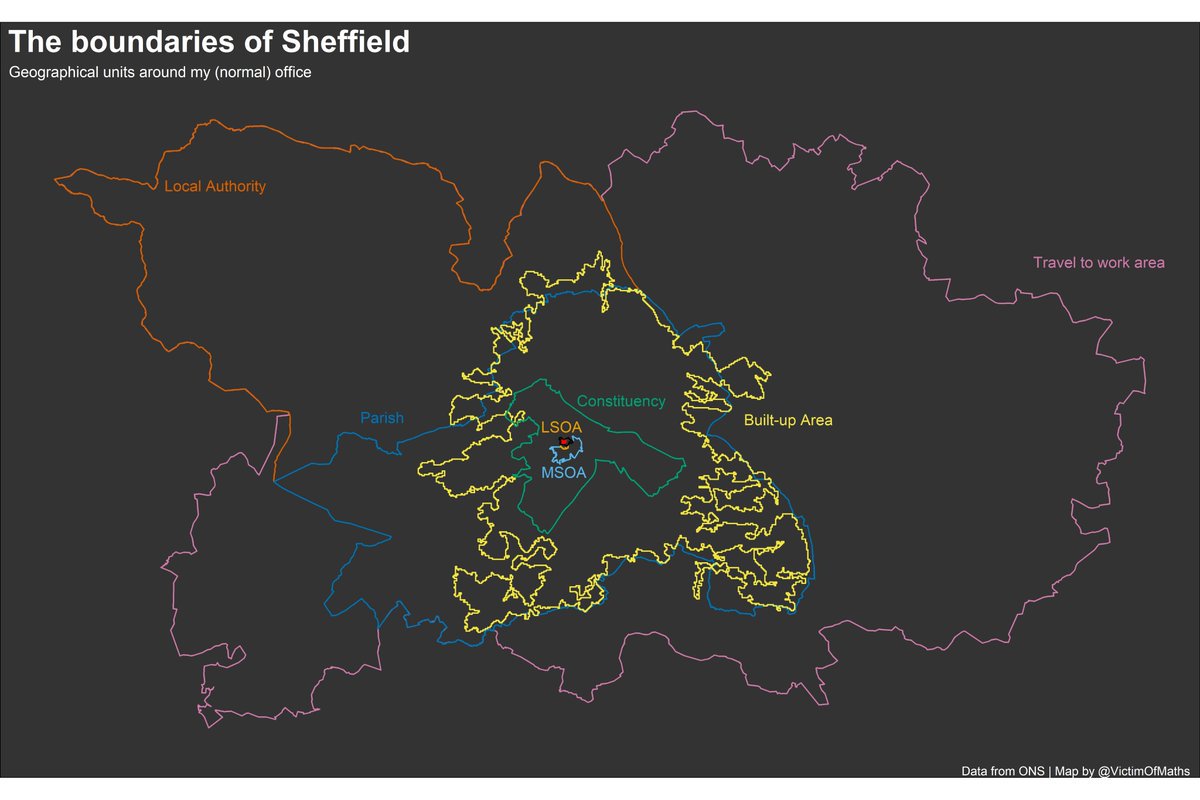 The boundaries of Sheffield
Geographical units around my (normal) office
Local Authority
Travel to work area
Constituency
Parish
Built-up Area
LSOA
MSOA
Data from ONS | Map by @VictimOfMaths